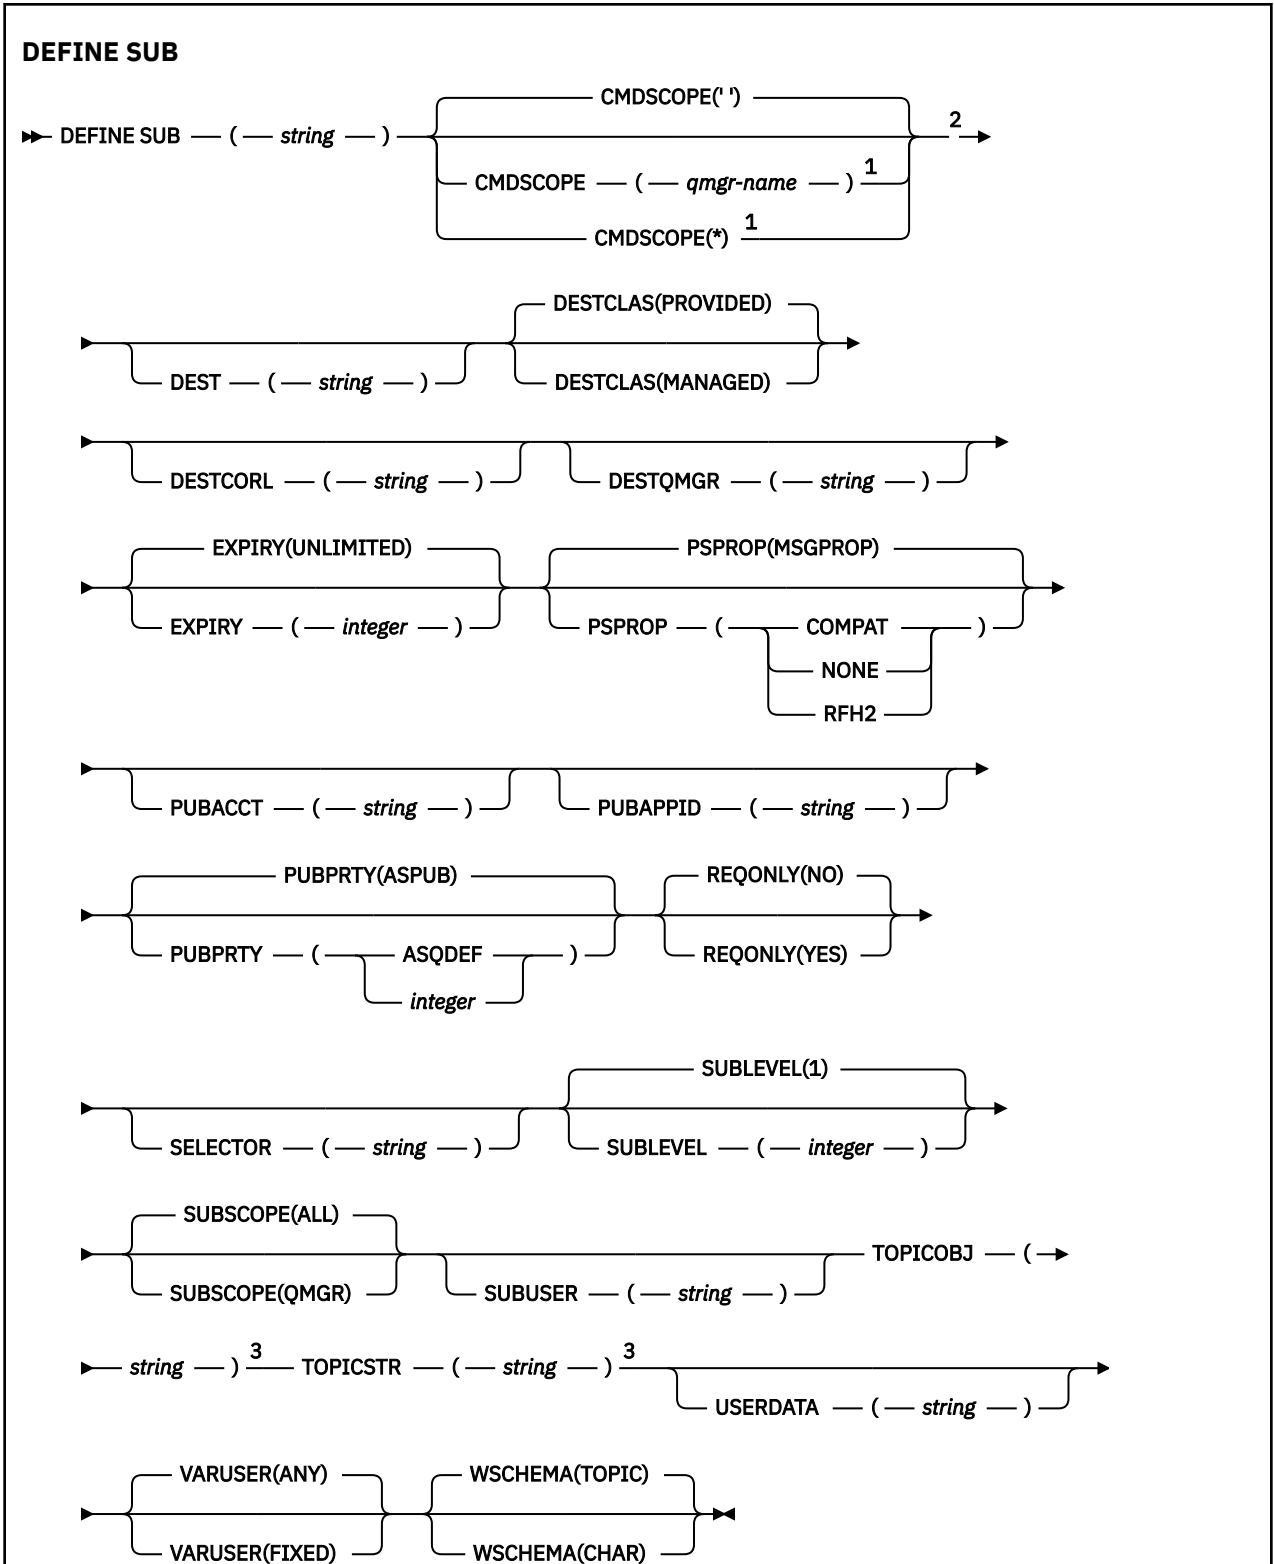 DEFINE SUB
CMDSCOPE(' ')
DEFINE SUB ( string ) 2
CMDSCOPE ( qmgr-name ) 1
CMDSCOPE(*) 1
DESTCLAS(PROVIDED)
DEST ( string ) DESTCLAS(MANAGED)
DESTCORL ( string ) DESTQMGR ( string )
EXPIRY(UNLIMITED) PSPROP(MSGPROP)
EXPIRY ( integer ) PSPROP ( COMPAT )
NONE
RFH2
PUBACCT ( string ) PUBAPPID ( string )
PUBPRTY(ASPUB) REQONLY(NO)
PUBPRTY ( ASQDEF ) REQONLY(YES)
integer
SUBLEVEL(1)
SELECTOR ( string ) SUBLEVEL ( integer )
SUBSCOPE(ALL)
TOPICOBJ (
SUBSCOPE(QMGR) SUBUSER ( string )
string ) 3 TOPICSTR ( string ) 3
USERDATA ( string )
VARUSER(ANY) WSCHEMA(TOPIC)
VARUSER(FIXED) WSCHEMA(CHAR)